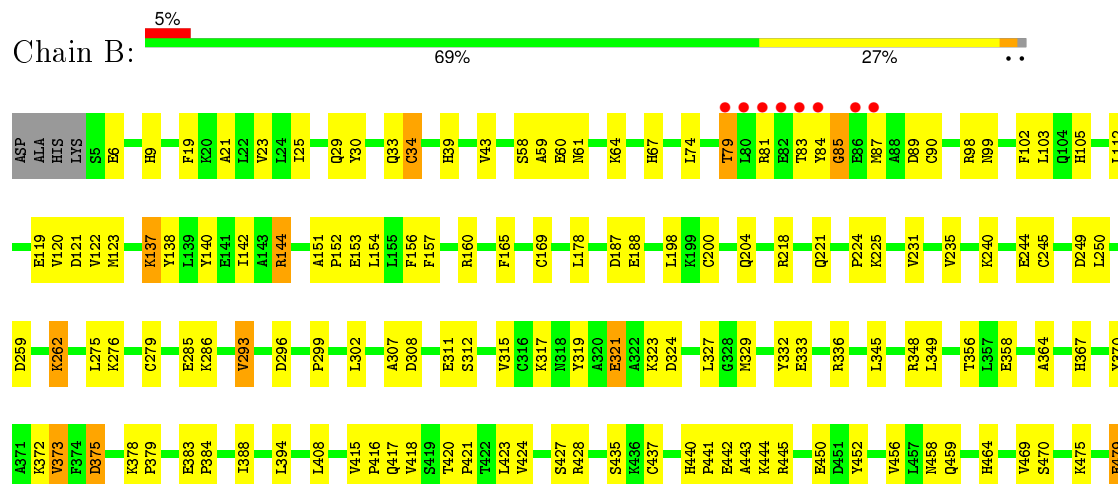 5%
Chain B:
69% 27% • •
ASP ALA HIS LYS S5 E6 H9 F19 K20 A21 L22 V23 L24 I25 Q29 Y30 Q33 C34 H39 V43 S58 A59 E60 N61 K64 H67 L74 T79 L80 R81 E82 T83 Y84 G85 E86 M87 A88 D89 C90 R98 N99 F102 L103 Q104 H105 L112
E119 V120 D121 V122 M123 K137 Y138 L139 Y140 E141 I142 A143 R144 A151 P152 E153 L154 L155 F156 F157 R160 F165 C169 L178 D187 E188 L198 K199 C200 Q204 R218 Q221 P224 K225 V231 V235 K240 E244 C245 D249 L250
D259 K262 L275 K276 C279 E285 K286 V293 D296 P299 L302 A307 D308 E311 S312 V315 C316 K317 N318 Y319 A320 E321 A322 K323 D324 L327 G328 M329 Y332 E333 R336 L345 R348 L349 T356 L357 E358 A364 H367
A371 K372 V373 F374 D375 K378 P379 E383 P384 I388 L394 L408 V415 P416 Q417 V418 S419 T420 P421 T422 L423 V424 S427 R428 S435 K436 C437 H440 P441 E442 A443 K444 R445 E450 D451 Y452 V456 L457 N458 Q459 H464 V469 S470 K475